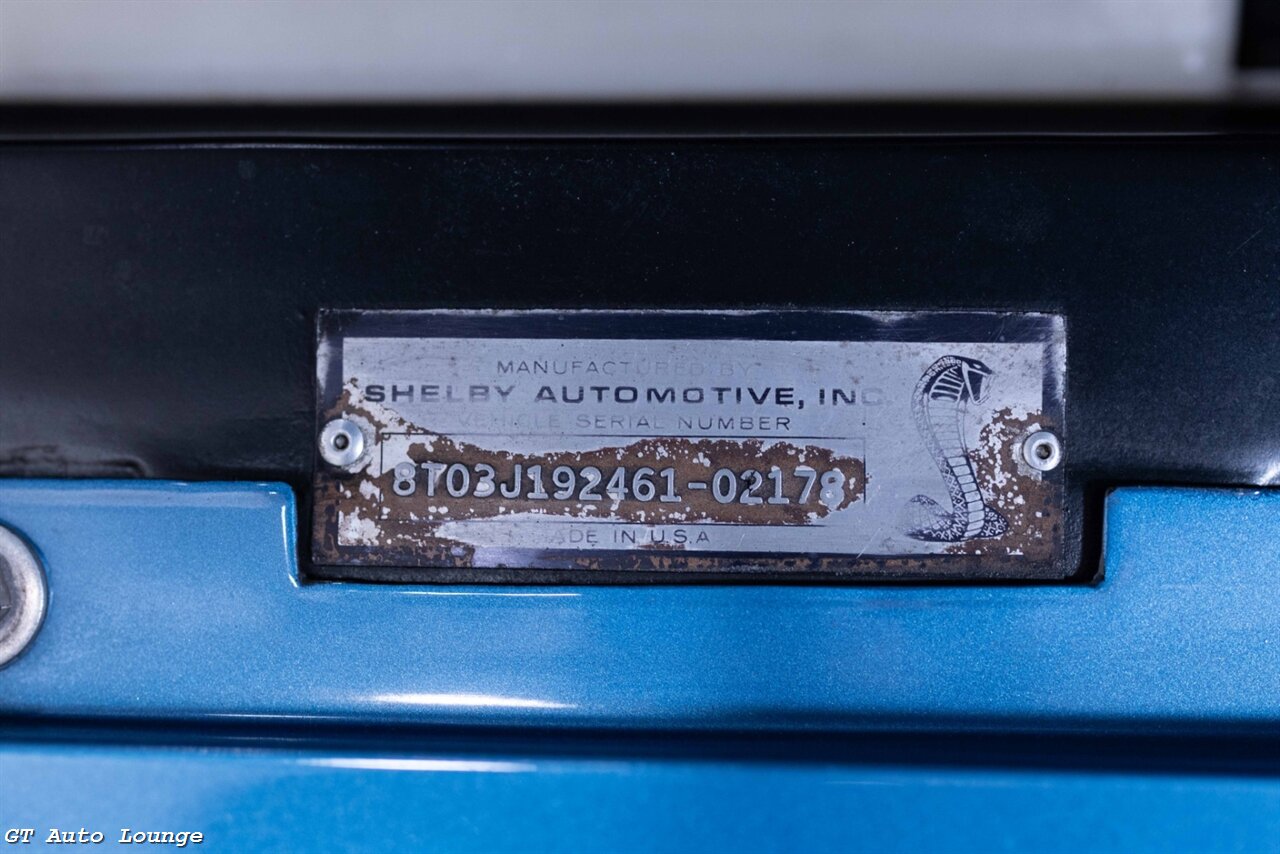 MANUFACTURED BY
SHELBY AUTOMOTIVE, INC.
VEHICLE SERIAL NUMBER
8T03J192461-02178
MADE IN U.S.A
GT Auto Lounge